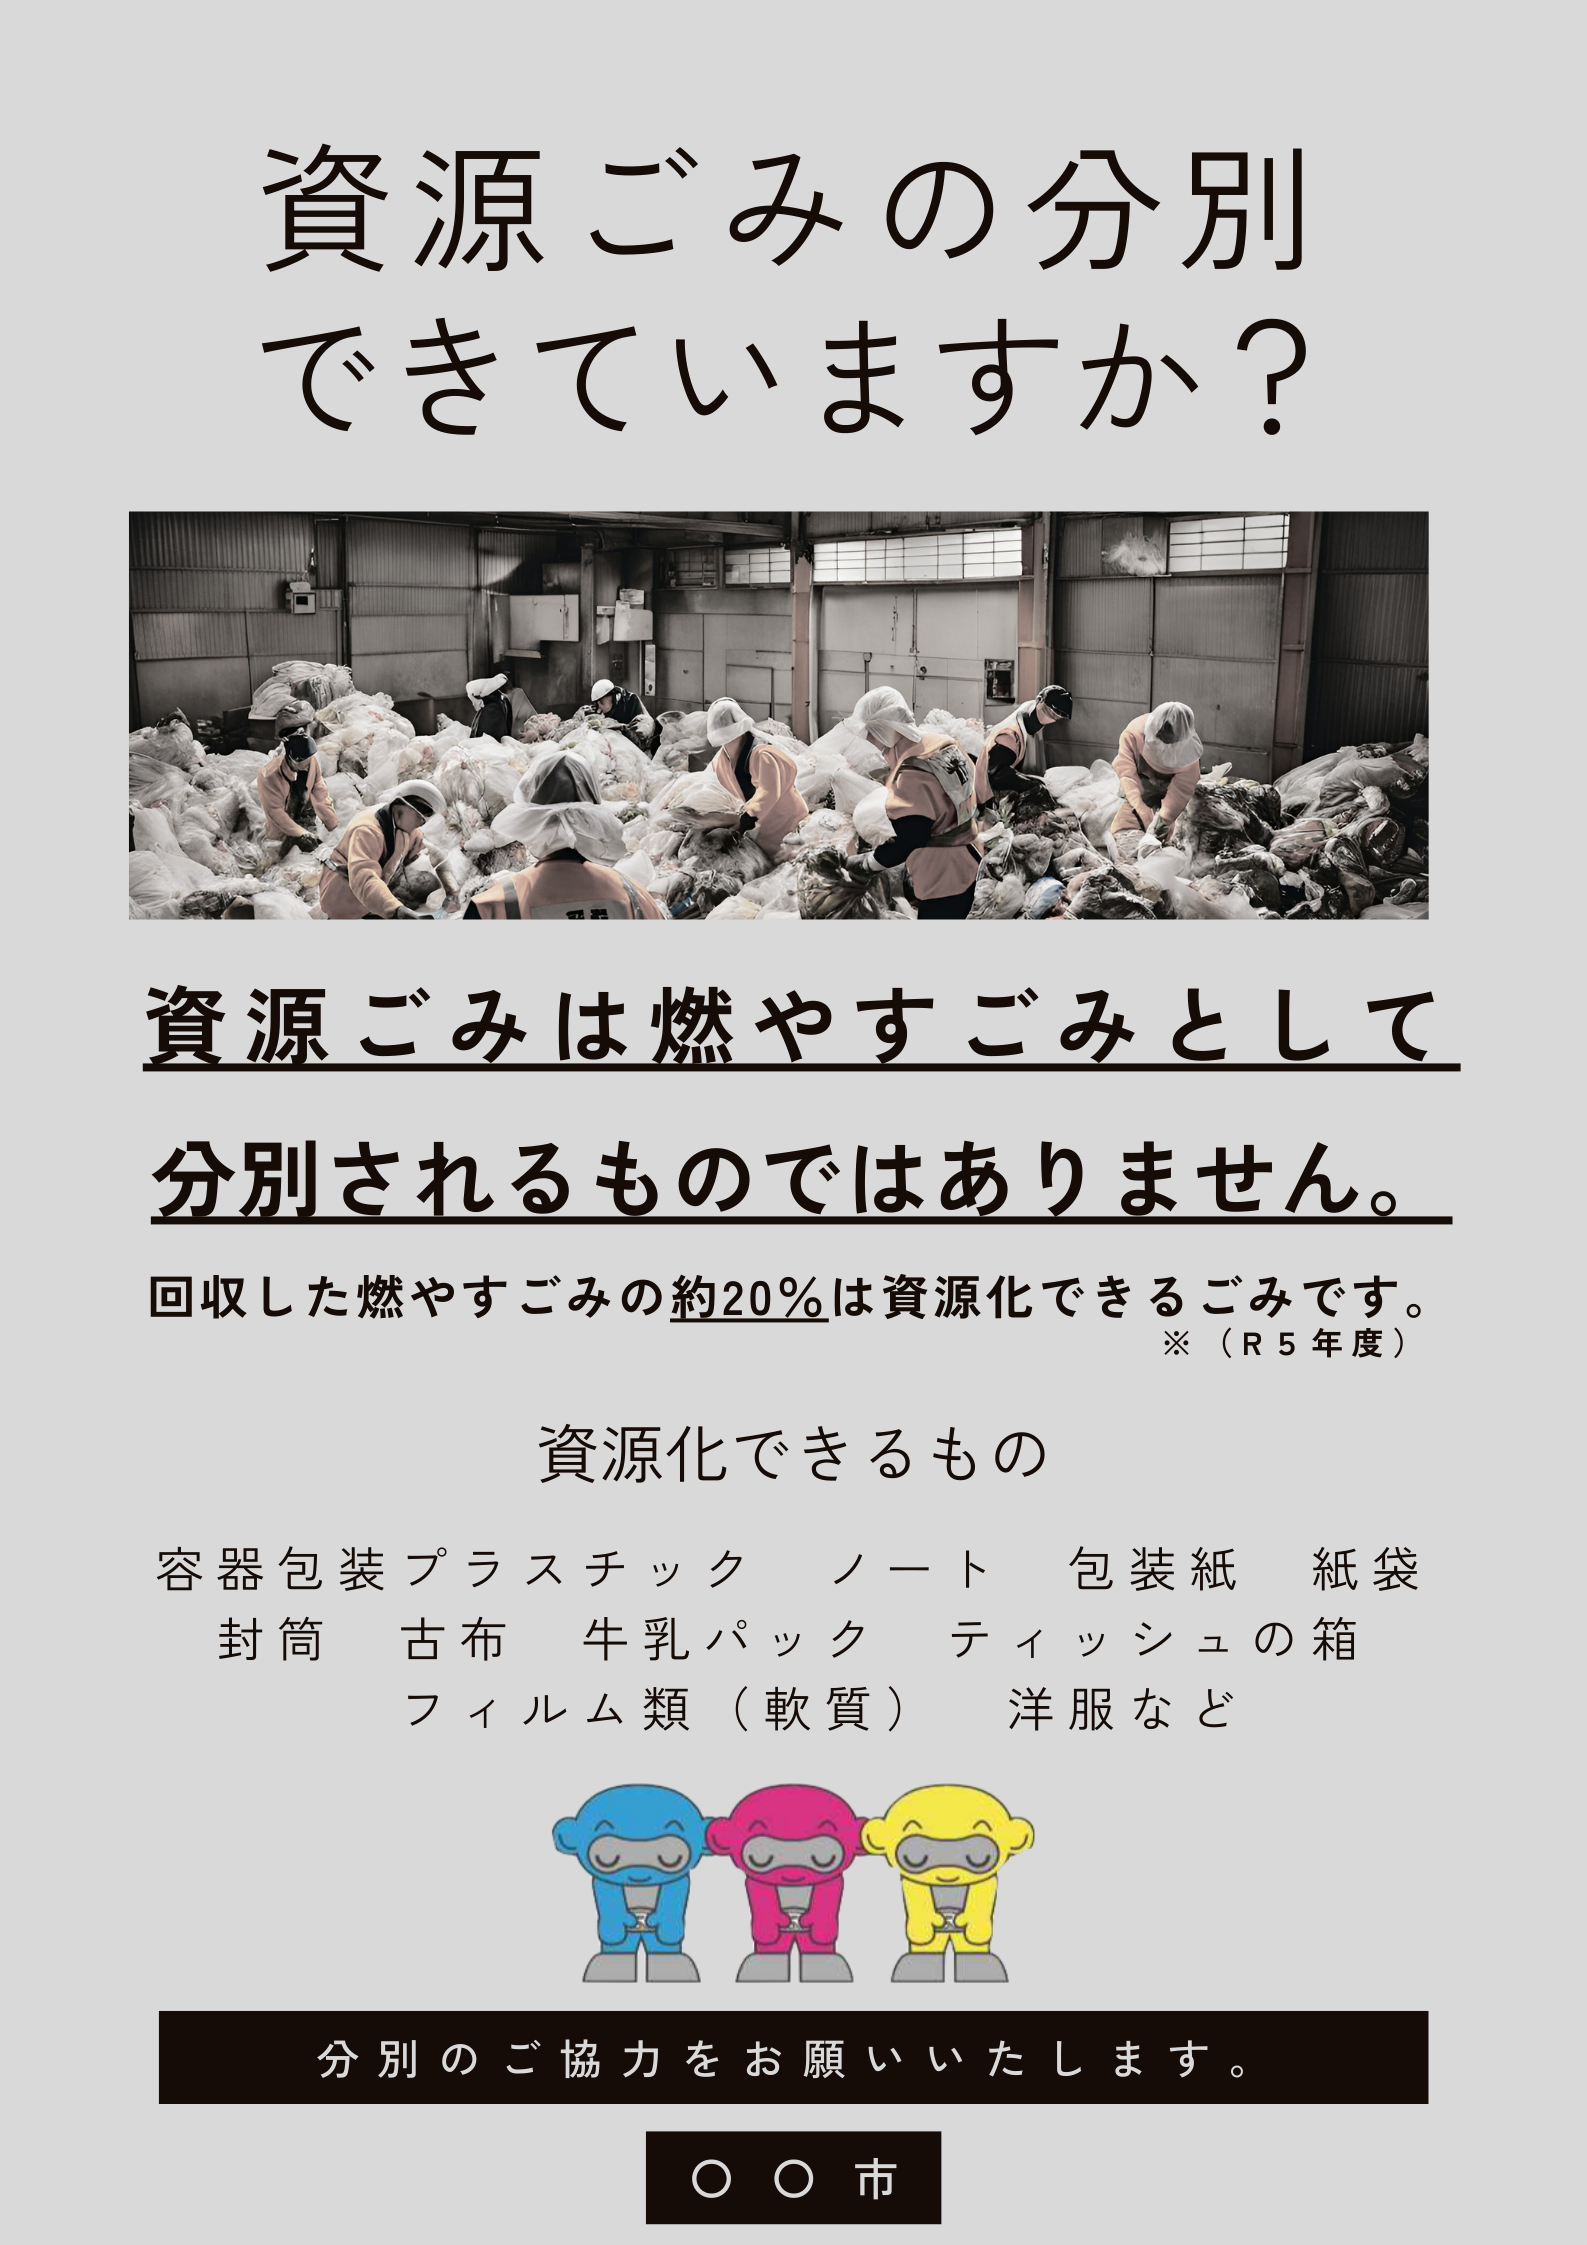 資源ごみの分別
できていますか？
資源ごみは燃やすごみとして
分別されるものではありません。
回収した燃やすごみの約20％は資源化できるごみです。
※（Ｒ５年度）
資源化できるもの
容器包装プラスチック　ノート　包装紙　紙袋
封筒　古布　牛乳パック　ティッシュの箱
フィルム類（軟質）　洋服など
分別のご協力をお願いいたします。
〇〇市